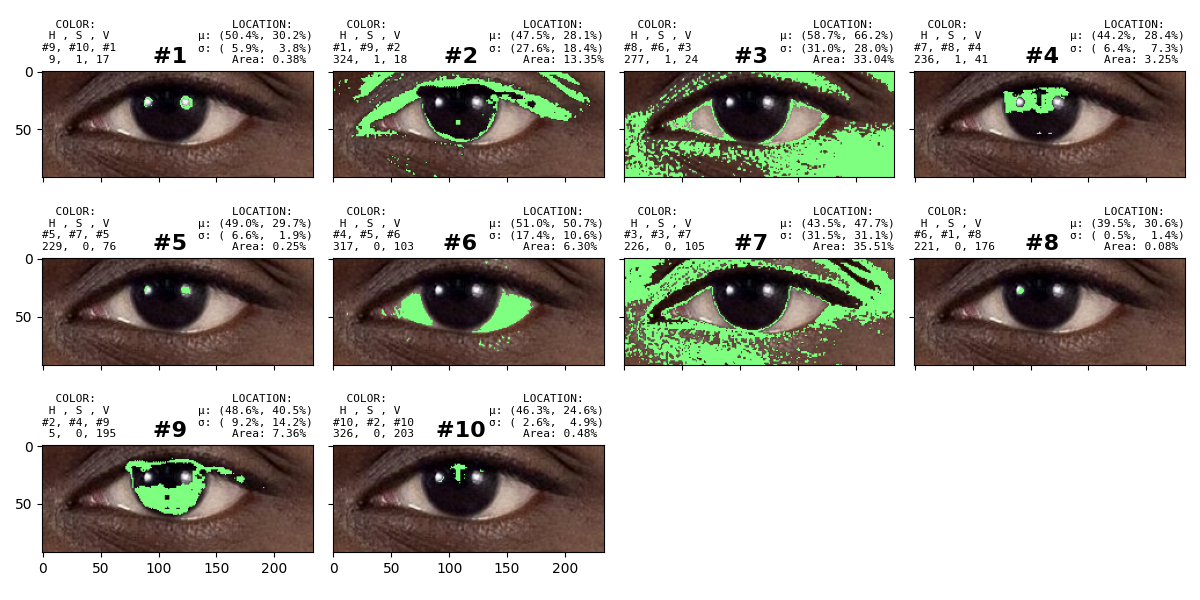 COLOR: LOCATION: COLOR: LOCATION: COLOR: LOCATION: COLOR: LOCATION:
H , S , V μ: (50.4%, 30.2%) H , S , V μ: (47.5%, 28.1%) H , S , V μ: (58.7%, 66.2%) H , S , V μ: (44.2%, 28.4%)
#9, #10, #1 σ: ( 5.9%, 3.8%) #1, #9, #2 σ: (27.6%, 18.4%) #8, #6, #3 σ: (31.0%, 28.0%) #7, #8, #4 σ: ( 6.4%, 7.3%)
9, 1, 17 #1 Area: 0.38% 324, 1, 18 #2 Area: 13.35% 277, 1, 24 #3 Area: 33.04% 236, 1, 41 #4 Area: 3.25%
0
50
COLOR: LOCATION: COLOR: LOCATION: COLOR: LOCATION: COLOR: LOCATION:
H , S , V μ: (49.0%, 29.7%) H , S , V μ: (51.0%, 50.7%) H , S , V μ: (43.5%, 47.7%) H , S , V μ: (39.5%, 30.6%)
#5, #7, #5 σ: ( 6.6%, 1.9%) #4, #5, #6 σ: (17.4%, 10.6%) #3, #3, #7 σ: (31.5%, 31.1%) #6, #1, #8 σ: ( 0.5%, 1.4%)
229, 0, 76 #5 Area: 0.25% 317, 0, 103 #6 Area: 6.30% 226, 0, 105 #7 Area: 35.51% 221, 0, 176 #8 Area: 0.08%
0
50
COLOR: LOCATION: COLOR: LOCATION:
H , S , V μ: (48.6%, 40.5%) H , S , V μ: (46.3%, 24.6%)
#2, #4, #9 σ: ( 9.2%, 14.2%) #10, #2, #10 σ: ( 2.6%, 4.9%)
5, 0, 195 #9 Area: 7.36% 326, 0, 203 #10 Area: 0.48%
0
50
0 50 100 150 200 0 50 100 150 200